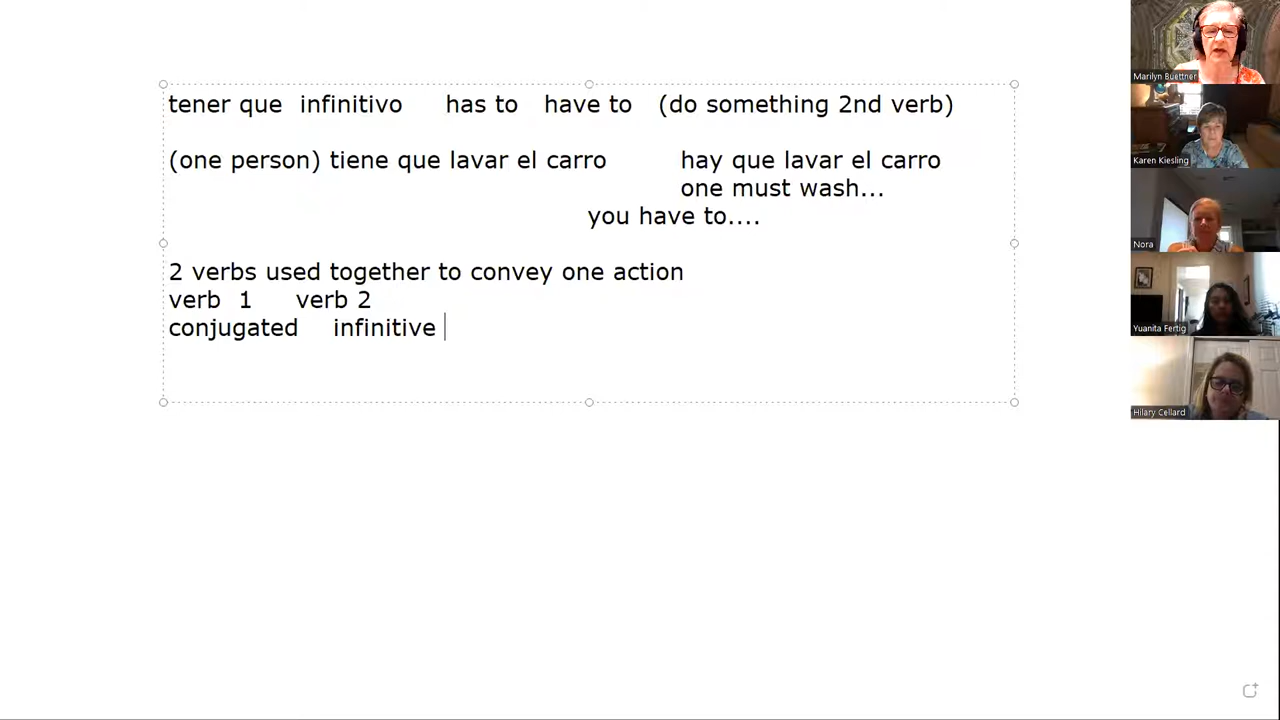 tener que infinitivo has to have to (do something 2nd verb)
(one person) tiene que lavar el carro hay que lavar el carro
one must wash...
you have to....
2 verbs used together to convey one action
verb 1 verb 2
conjugated infinitive
Marilyn Buettner
Karen Kiesling
Nora
Yuanita Fertig
Hilary Cellard